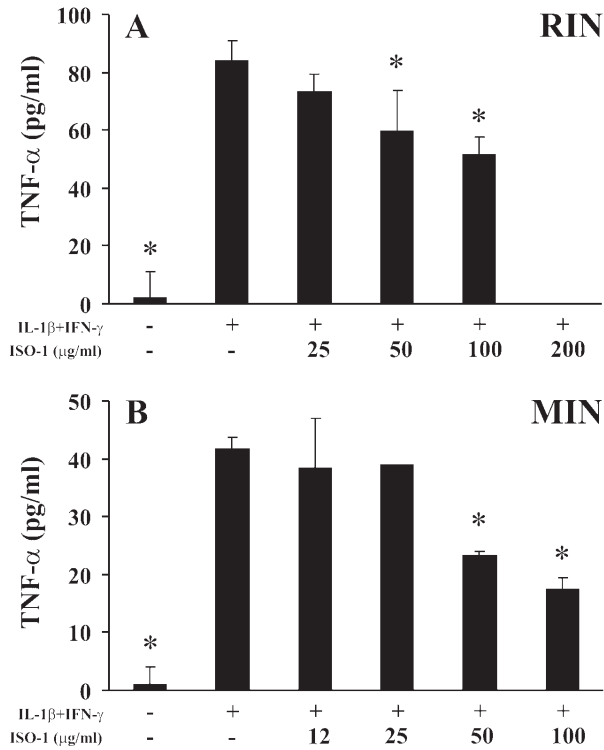 A RIN
TNF-α (pg/ml)
100
80
60
40
20
0
*
*
*
IL-1β+IFN-γ - + + + + +
ISO-1 (μg/ml) - - 25 50 100 200
B MIN
TNF-α (pg/ml)
50
40
30
20
10
0
*
*
*
IL-1β+IFN-γ - + + + + +
ISO-1 (μg/ml) - - 12 25 50 100